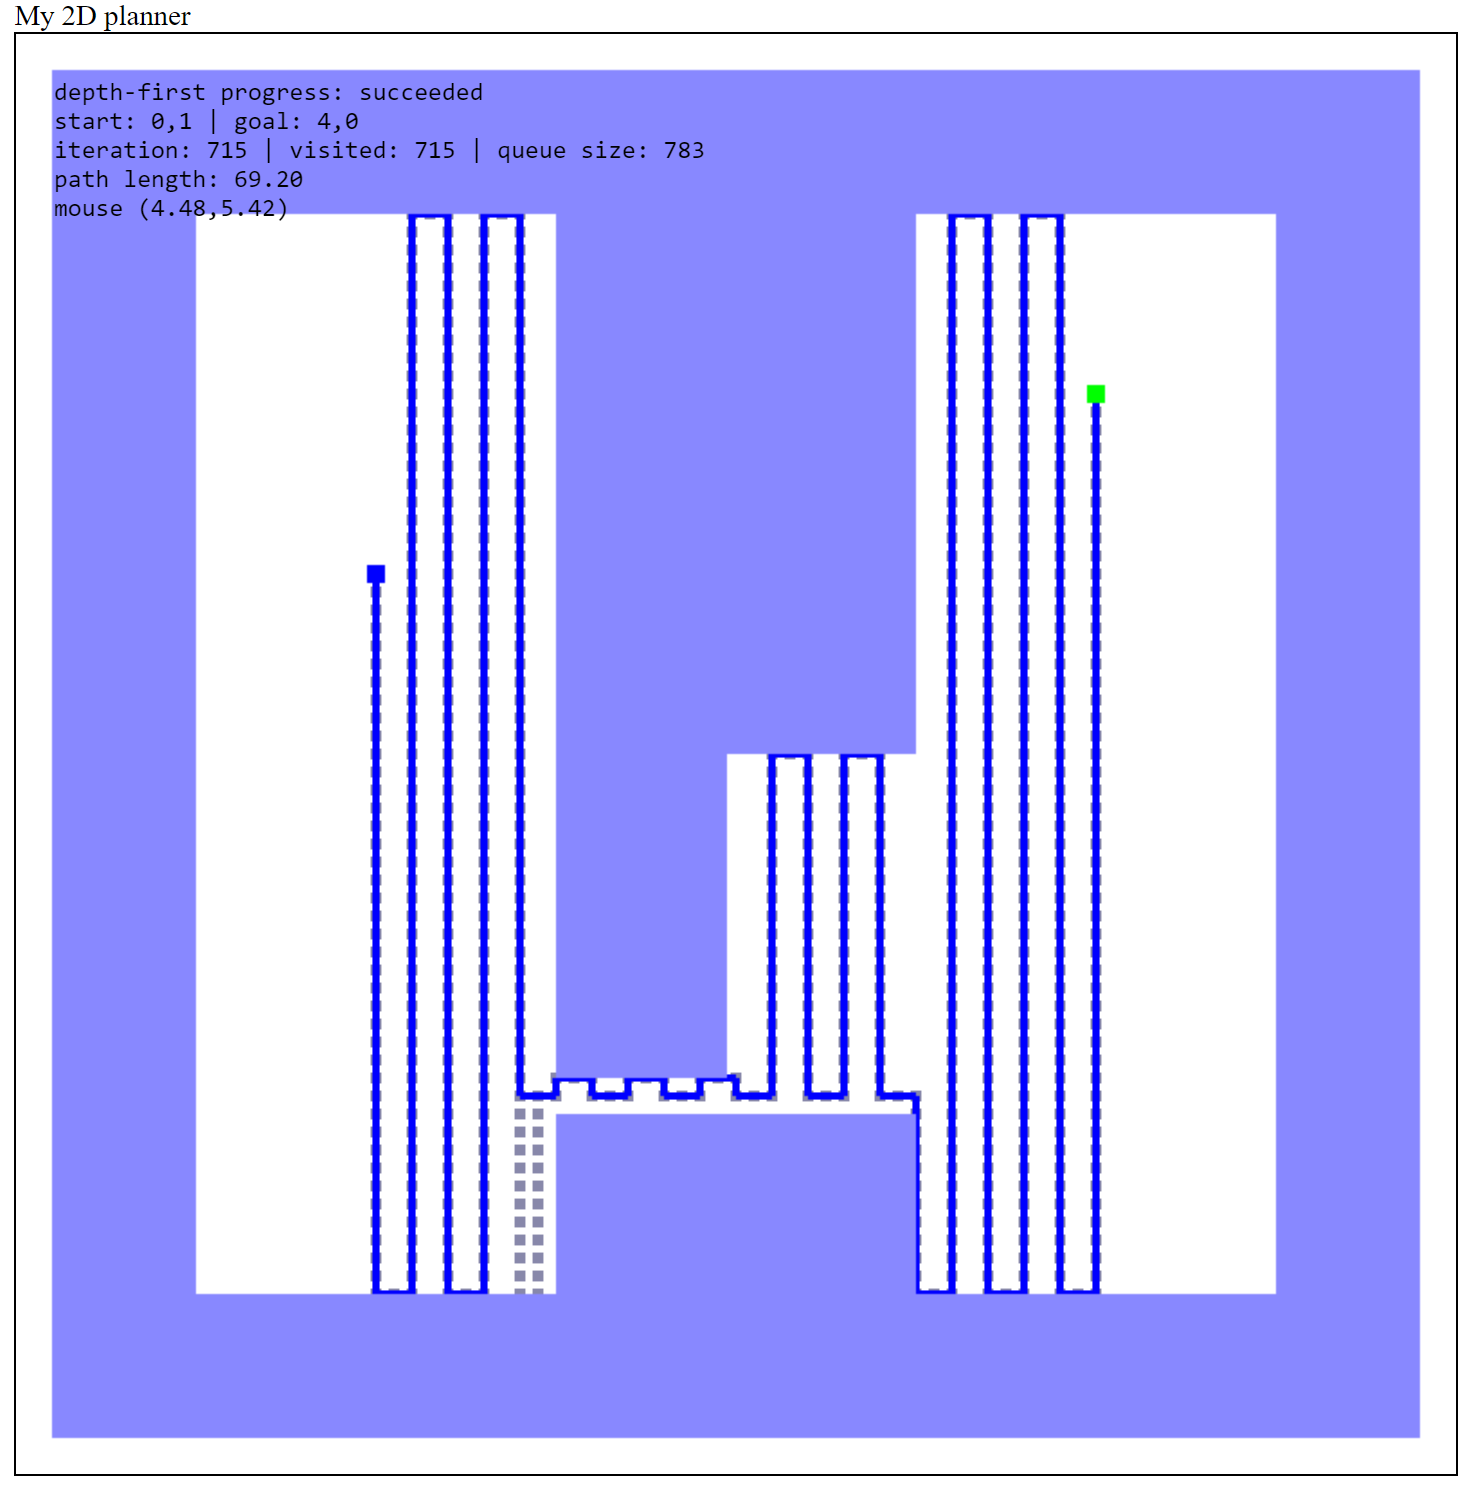 My 2D planner
depth-first progress: succeeded
start: 0,1 | goal: 4,0
iteration: 715 | visited: 715 | queue size: 783
path length: 69.20
mouse (4.48,5.42)